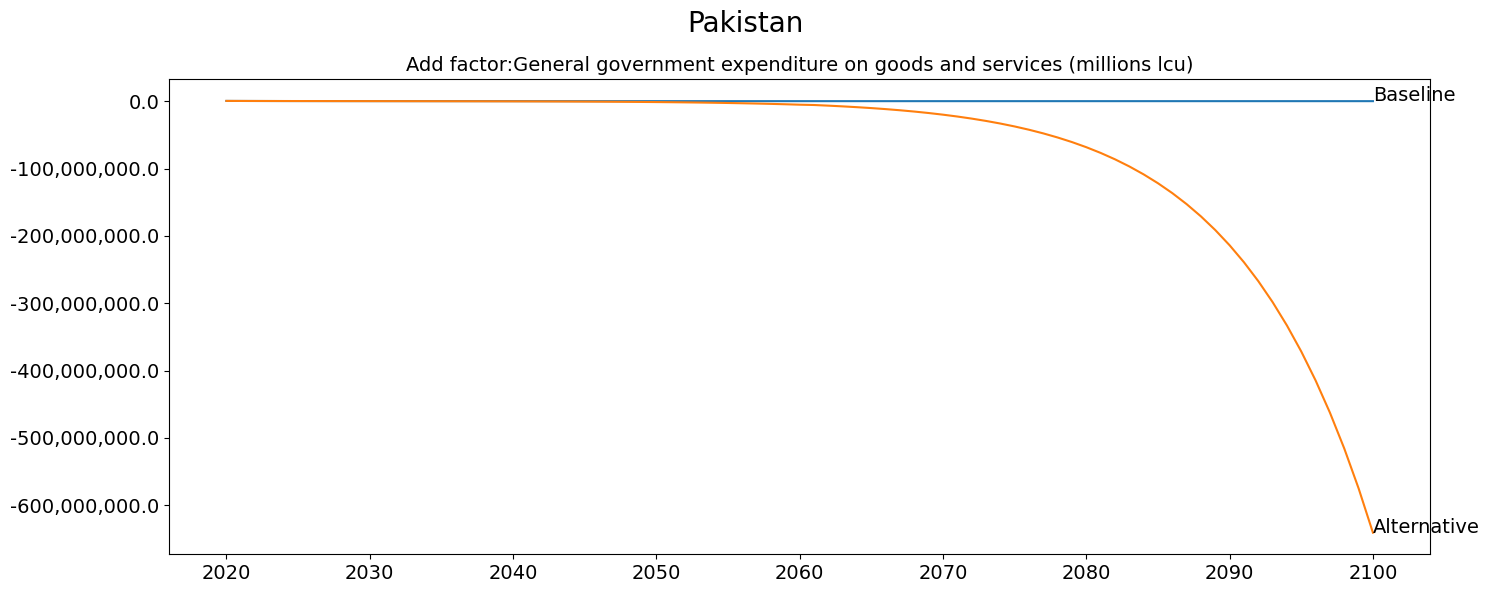 Pakistan
Add factor:General government expenditure on goods and services (millions lcu)
0.0
Baseline
-100,000,000.0
-200,000,000.0
-300,000,000.0
-400,000,000.0
-500,000,000.0
-600,000,000.0
Alternative
2020 2030 2040 2050 2060 2070 2080 2090 2100